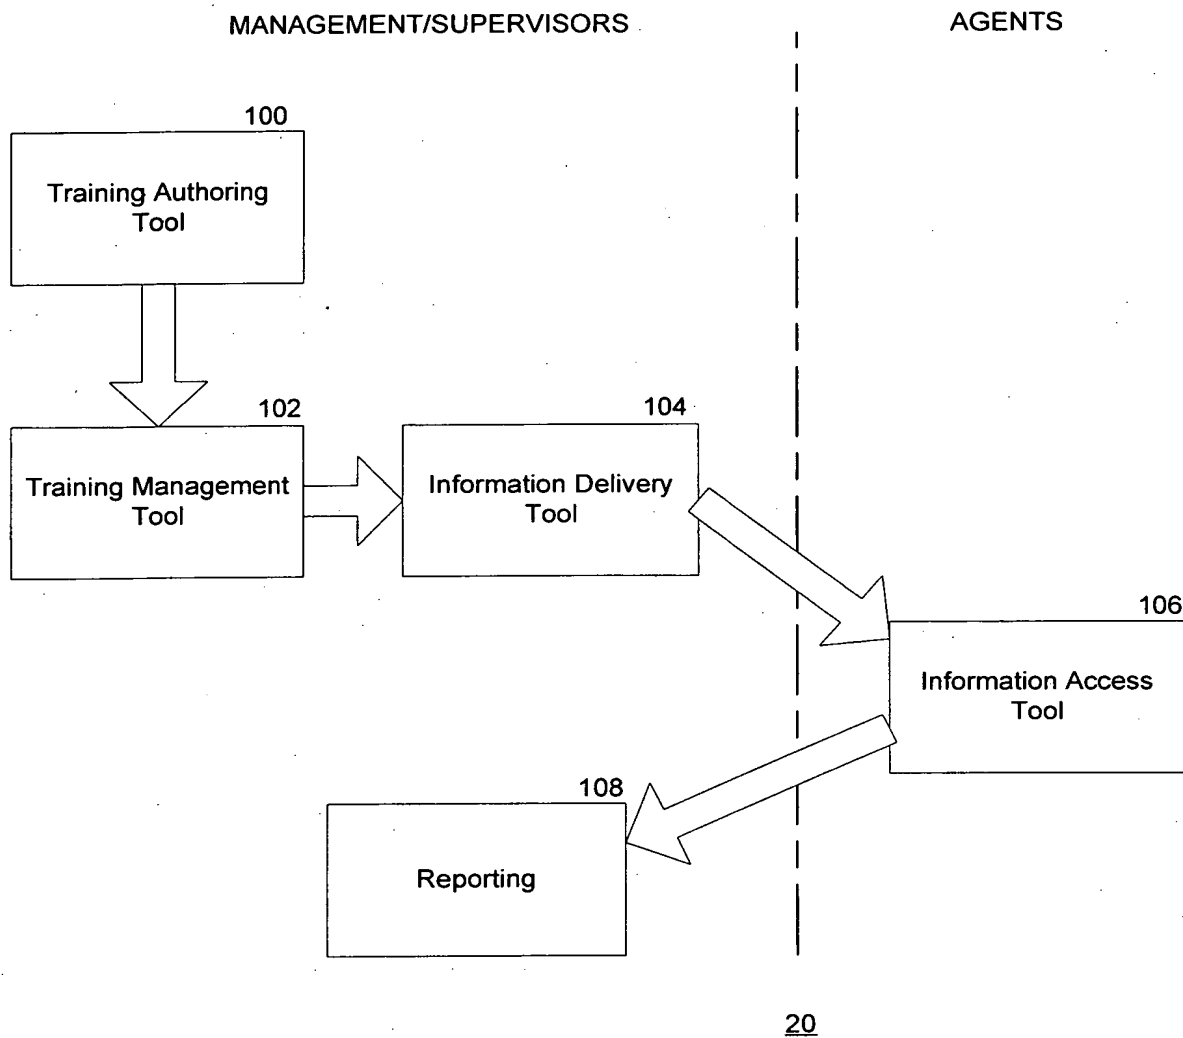 MANAGEMENT/SUPERVISORS
AGENTS
100
Training Authoring
Tool
102
Training Management
Tool
104
Information Delivery
Tool
106
Information Access
Tool
108
Reporting
20